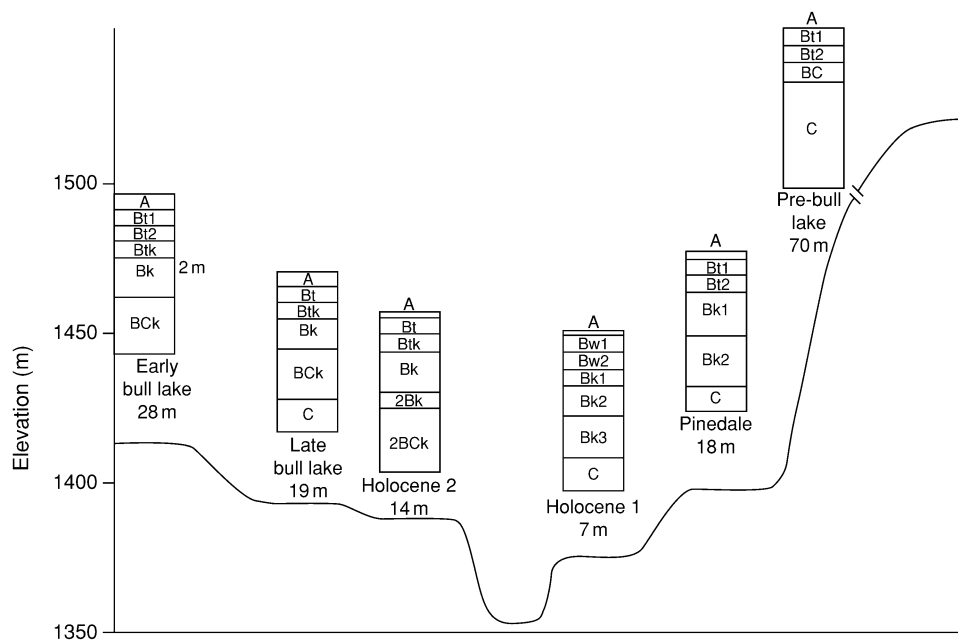 Elevation (m)
1500
1450
1400
1350
A
Bt1
Bt2
Btk
Bk
BCk
2 m
Early
bull lake
28 m
A
Bt
Btk
Bk
BCk
C
Late
bull lake
19 m
A
Bt
Btk
Bk
2Bk
2BCk
Holocene 2
14 m
A
Bw1
Bw2
Bk1
Bk2
Bk3
C
Holocene 1
7 m
A
Bt1
Bt2
Bk1
Bk2
C
Pinedale
18 m
A
Bt1
Bt2
BC
C
Pre-bull
lake
70 m